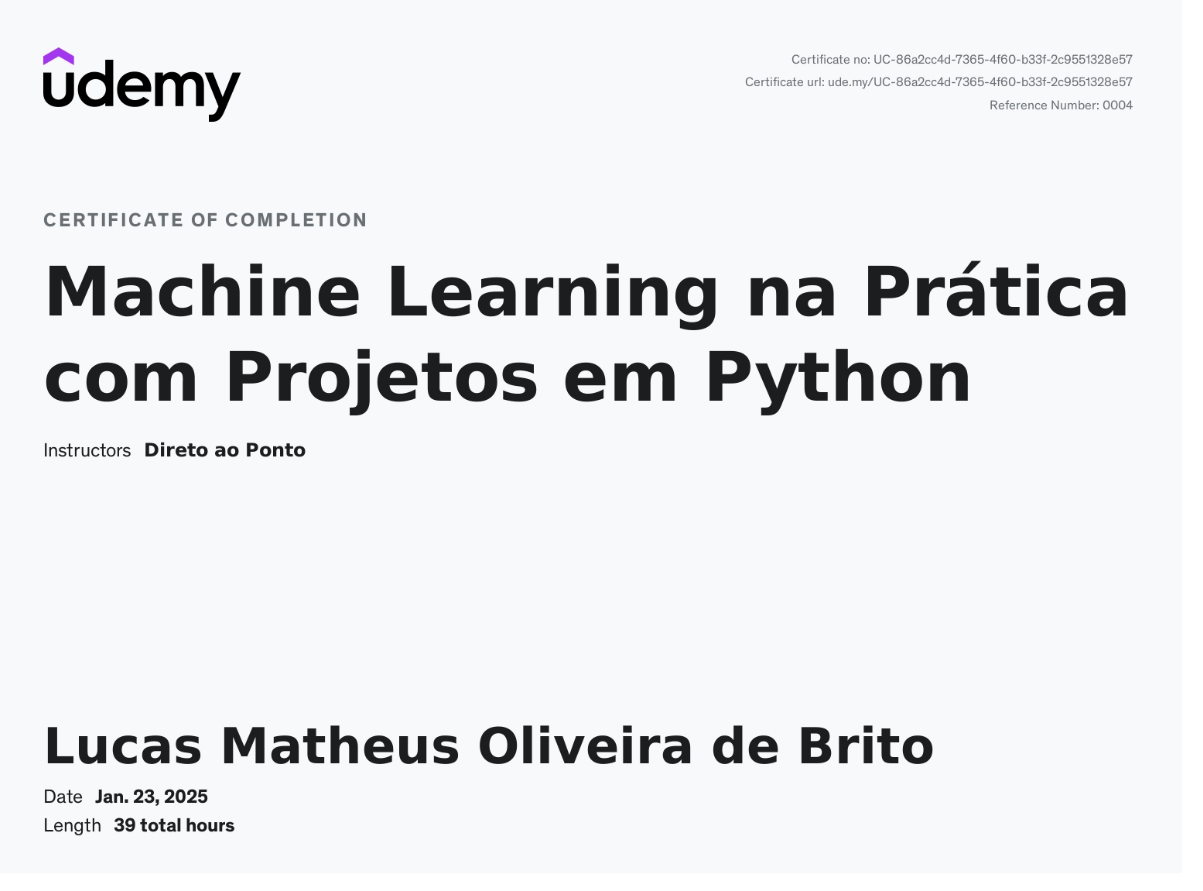 udemy
Certificate no: UC-86a2cc4d-7365-4f60-b33f-2c9551328e57
Certificate url: ude.my/UC-86a2cc4d-7365-4f60-b33f-2c9551328e57
Reference Number: 0004
CERTIFICATE OF COMPLETION
Machine Learning na Prática
com Projetos em Python
Instructors Direto ao Ponto
Lucas Matheus Oliveira de Brito
Date Jan. 23, 2025
Length 39 total hours